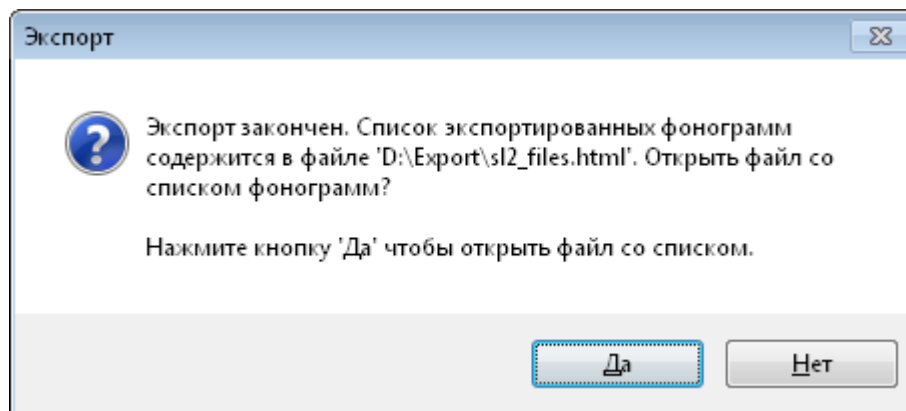 Экспорт
Экспорт закончен. Список экспортированных фонограмм
содержится в файле 'D:\Export\sl2_files.html'. Открыть файл со
списком фонограмм?
Нажмите кнопку 'Да' чтобы открыть файл со списком.
Да
Нет